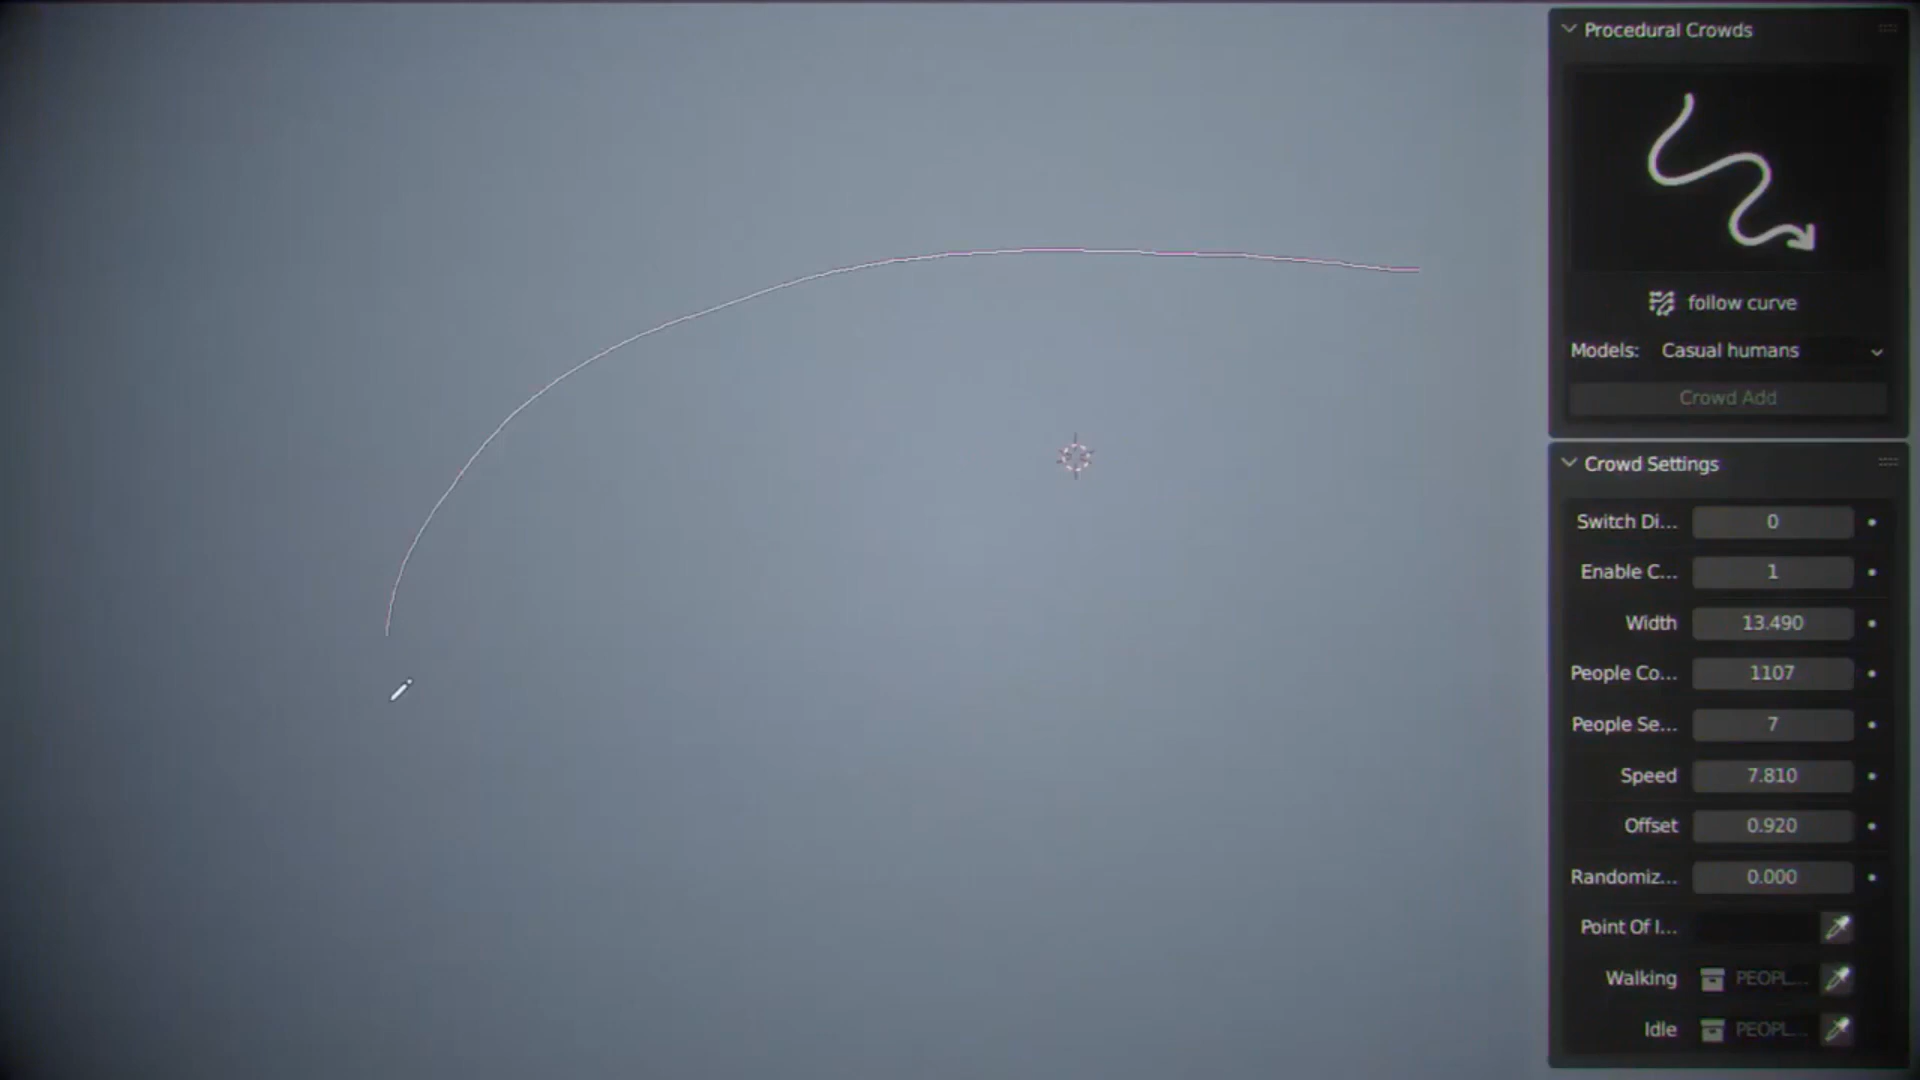 Procedural Crowds
follow curve
Models: Casual humans
Crowd Add
Crowd Settings
Switch Di... 0
Enable C... 1
Width 13.490
People Co... 1107
People Se... 7
Speed 7.810
Offset 0.920
Randomiz... 0.000
Point Of I...
Walking PEOPL...
Idle PEOPL...